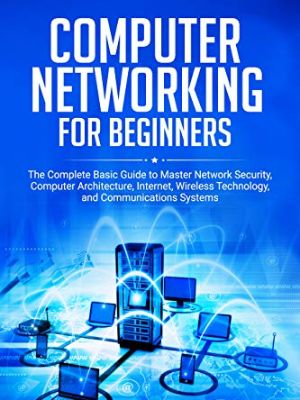 COMPUTER
NETWORKING
FOR BEGINNERS
The Complete Basic Guide to Master Network Security,
Computer Architecture, Internet, Wireless Technology,
and Communications Systems